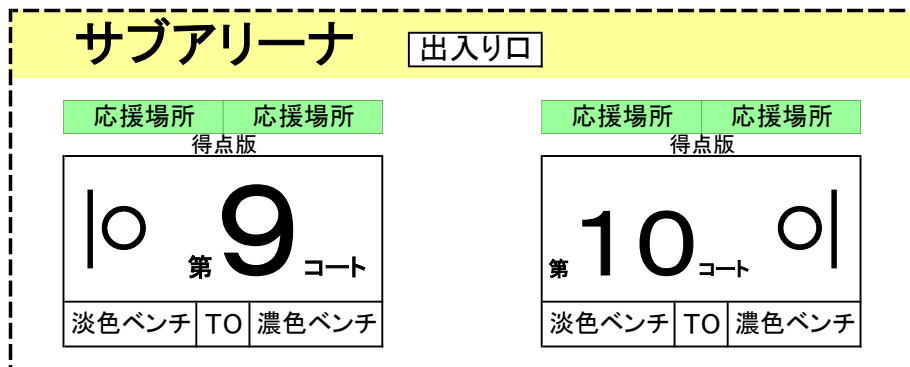 サブアリーナ 出入り口
応援場所 応援場所 応援場所 応援場所
得点版 得点版
第9コート 第10コート
淡色ベンチ TO 濃色ベンチ 淡色ベンチ TO 濃色ベンチ